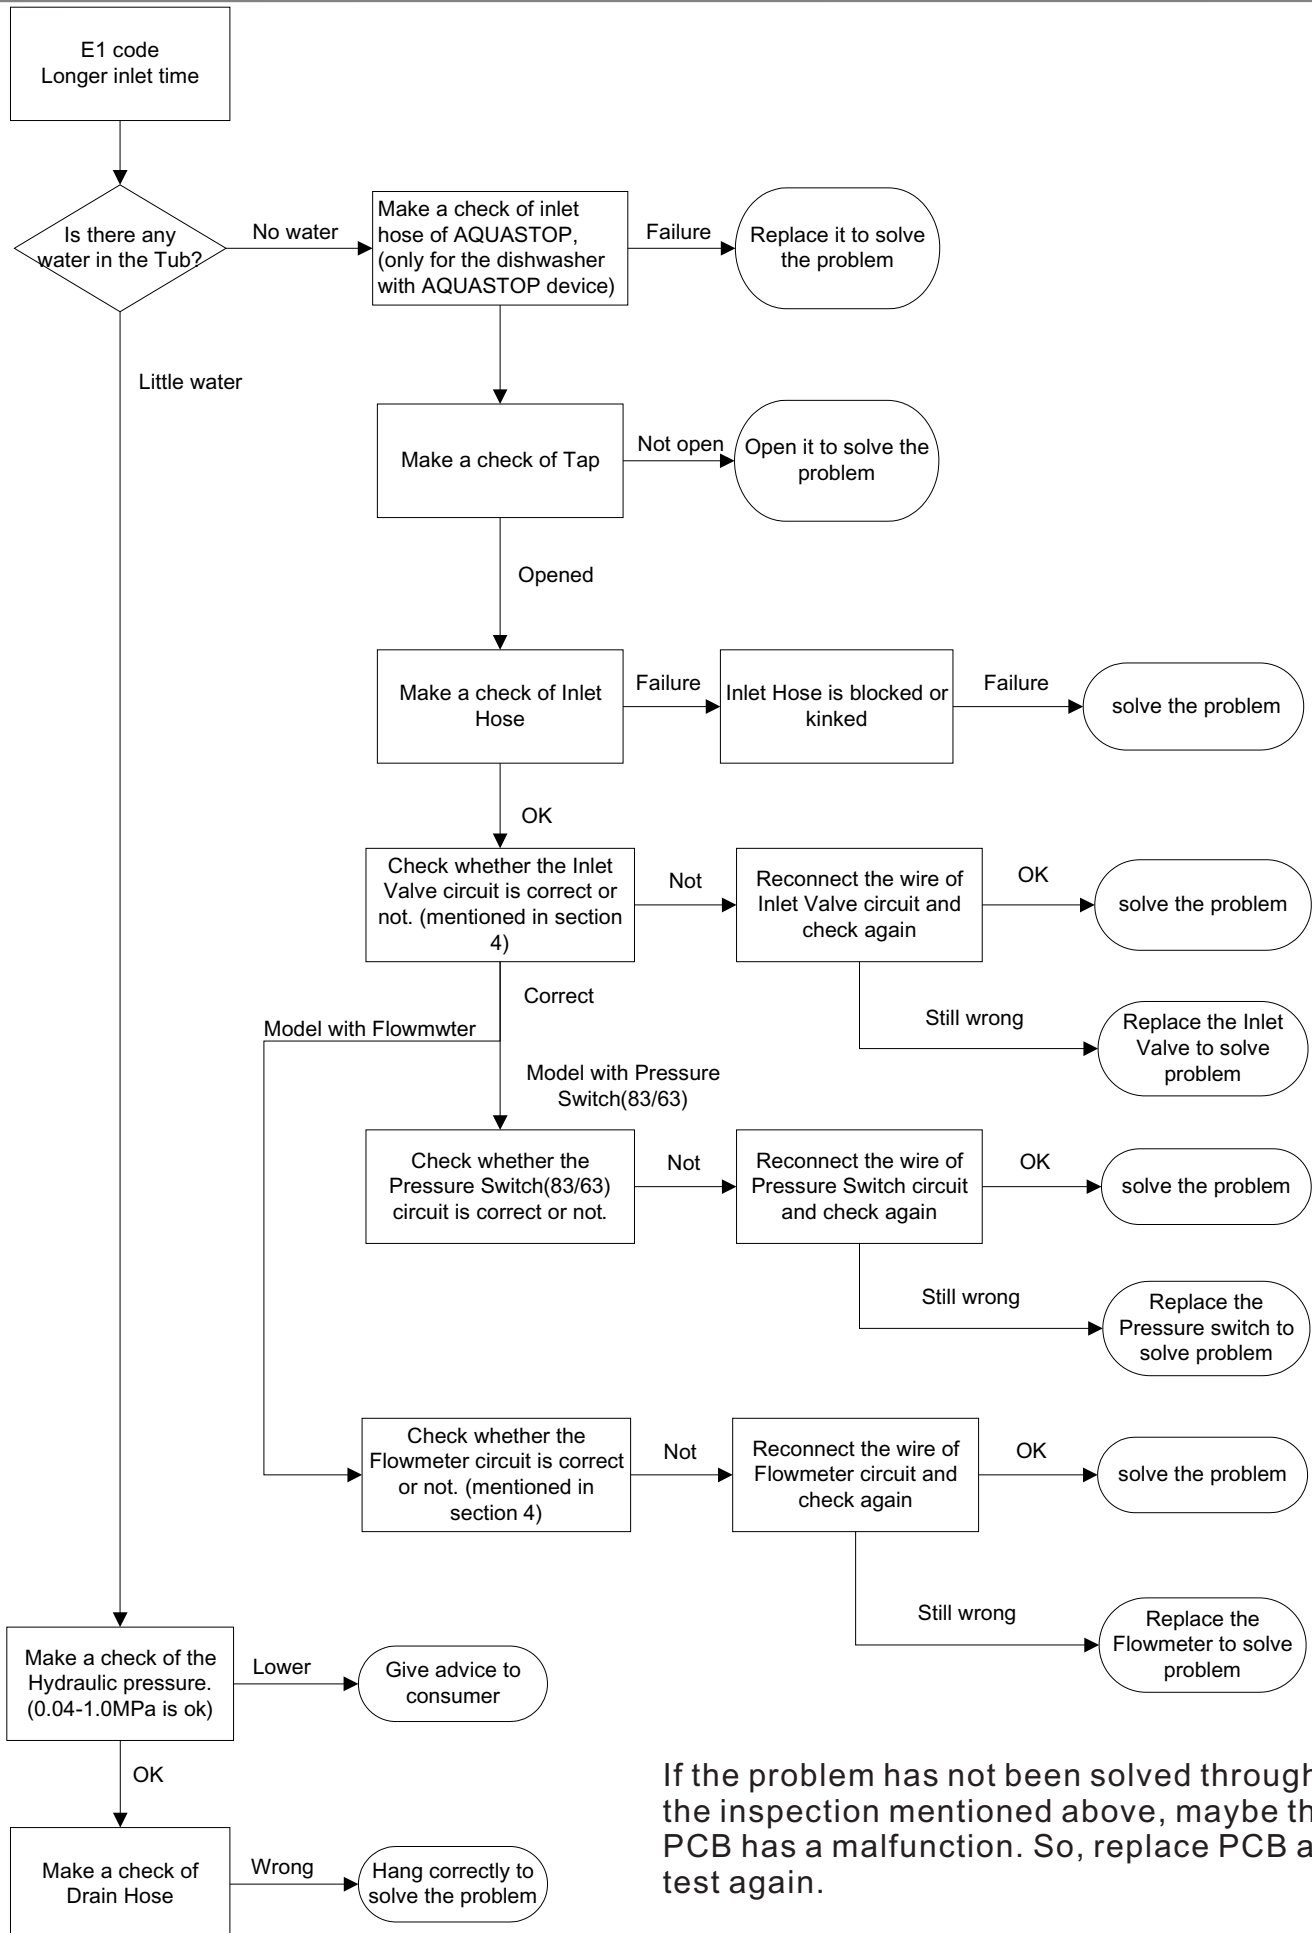 E1 code
Longer inlet time
Is there any
water in the Tub?
No water
Make a check of inlet
hose of AQUASTOP,
(only for the dishwasher
with AQUASTOP device)
Failure
Replace it to solve
the problem
Little water
Make a check of Tap
Not open
Open it to solve the
problem
Opened
Make a check of Inlet
Hose
Failure
Inlet Hose is blocked or
kinked
Failure
solve the problem
OK
Check whether the Inlet
Valve circuit is correct or
not. (mentioned in section
4)
Not
Reconnect the wire of
Inlet Valve circuit and
check again
OK
solve the problem
Correct
Still wrong
Replace the Inlet
Valve to solve
problem
Model with Flowmwter
Model with Pressure
Switch(83/63)
Check whether the
Pressure Switch(83/63)
circuit is correct or not.
Not
Reconnect the wire of
Pressure Switch circuit
and check again
OK
solve the problem
Still wrong
Replace the
Pressure switch to
solve problem
Check whether the
Flowmeter circuit is correct
or not. (mentioned in
section 4)
Not
Reconnect the wire of
Flowmeter circuit and
check again
OK
solve the problem
Still wrong
Replace the
Flowmeter to solve
problem
Make a check of the
Hydraulic pressure.
(0.04-1.0MPa is ok)
Lower
Give advice to
consumer
OK
Make a check of
Drain Hose
Wrong
Hang correctly to
solve the problem
If the problem has not been solved through
the inspection mentioned above, maybe th
PCB has a malfunction. So, replace PCB a
test again.